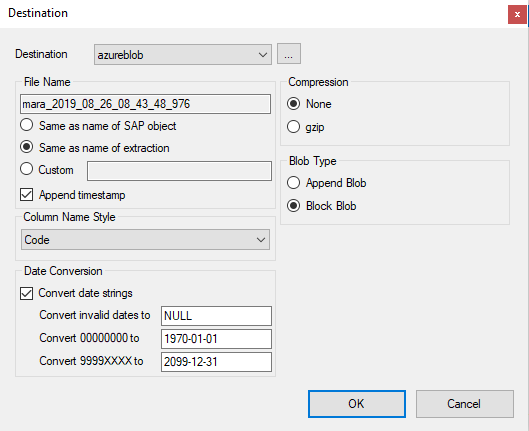 Destination
x
Destination azureblob ...
File Name
mara_2019_08_26_08_43_48_976
Same as name of SAP object
Same as name of extraction
Custom
Append timestamp
Column Name Style
Code
Date Conversion
Convert date strings
Convert invalid dates to NULL
Convert 00000000 to 1970-01-01
Convert 9999XXXX to 2099-12-31
Compression
None
gzip
Blob Type
Append Blob
Block Blob
OK Cancel